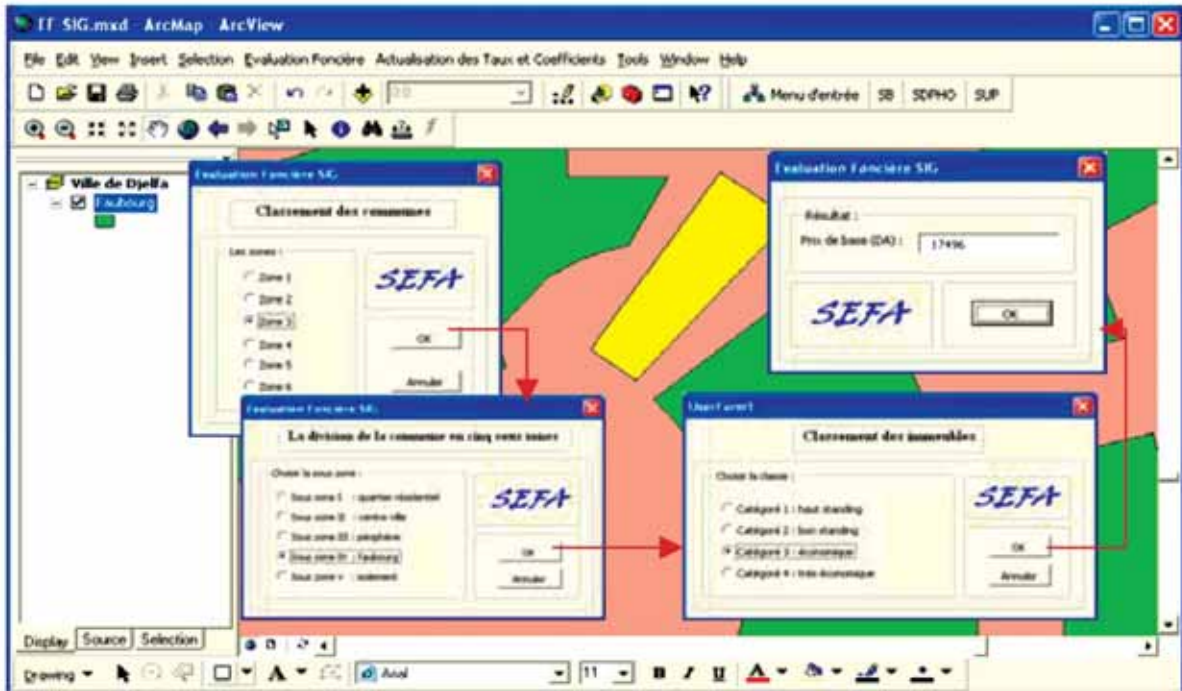 TT SIG.mxd - ArcMap - ArcView
File Edit View Insert Selection Evaluation Foncière Actualisation des Taux et Coefficients Tools Window Help
Menu d'entrée SB SDPHO SUP
Ville de Djelfa
Faubourg
Evaluation Foncière SIG
Classement des communes
Les zones :
Zone 1
Zone 2
Zone 3
Zone 4
Zone 5
Zone 6
SEFA
OK
Annuler
Evaluation Foncière SIG
La division de la commune en cinq sous zones
Choisir la sous zone :
Sous zone I : quartier résidentiel
Sous zone II : centre ville
Sous zone III : périphérie
Sous zone IV : faubourg
Sous zone V : isolement
SEFA
OK
Annuler
UserForm1
Classement des immeubles
Choisir la classe :
Catégoré 1 : haut standing
Catégoré 2 : bon standing
Catégoré 3 : économique
Catégoré 4 : très économique
SEFA
OK
Annuler
Evaluation Foncière SIG
Résultat :
Prix de base (DA) : 17496
SEFA
OK
Display Source Selection
Drawing A Arial 11 B I U A